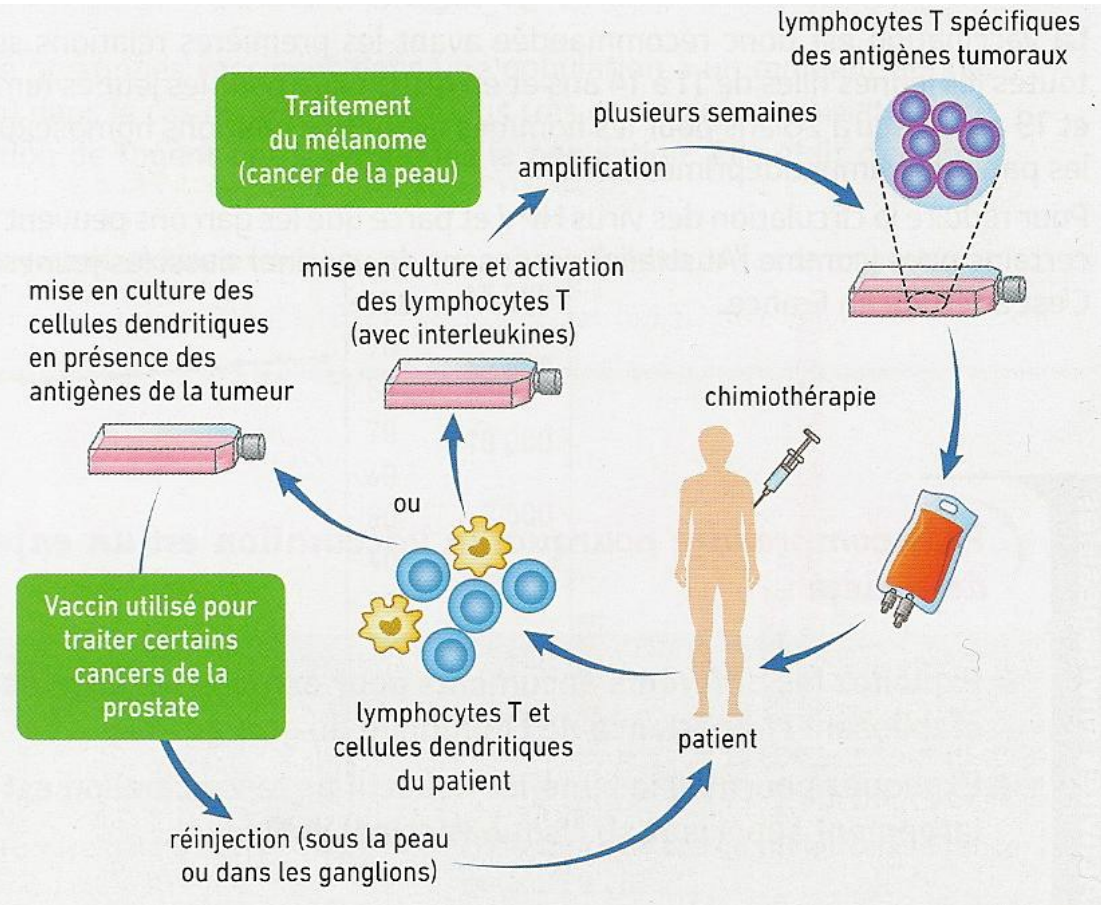 lymphocytes T spécifiques
des antigènes tumoraux
Traitement
du mélanome
(cancer de la peau)
plusieurs semaines
amplification
mise en culture et activation
des lymphocytes T
(avec interleukines)
mise en culture des
cellules dendritiques
en présence des
antigènes de la tumeur
chimiothérapie
ou
Vaccin utilisé pour
traiter certains
cancers de la
prostate
lymphocytes T et
cellules dendritiques
du patient
patient
réinjection (sous la peau
ou dans les ganglions)